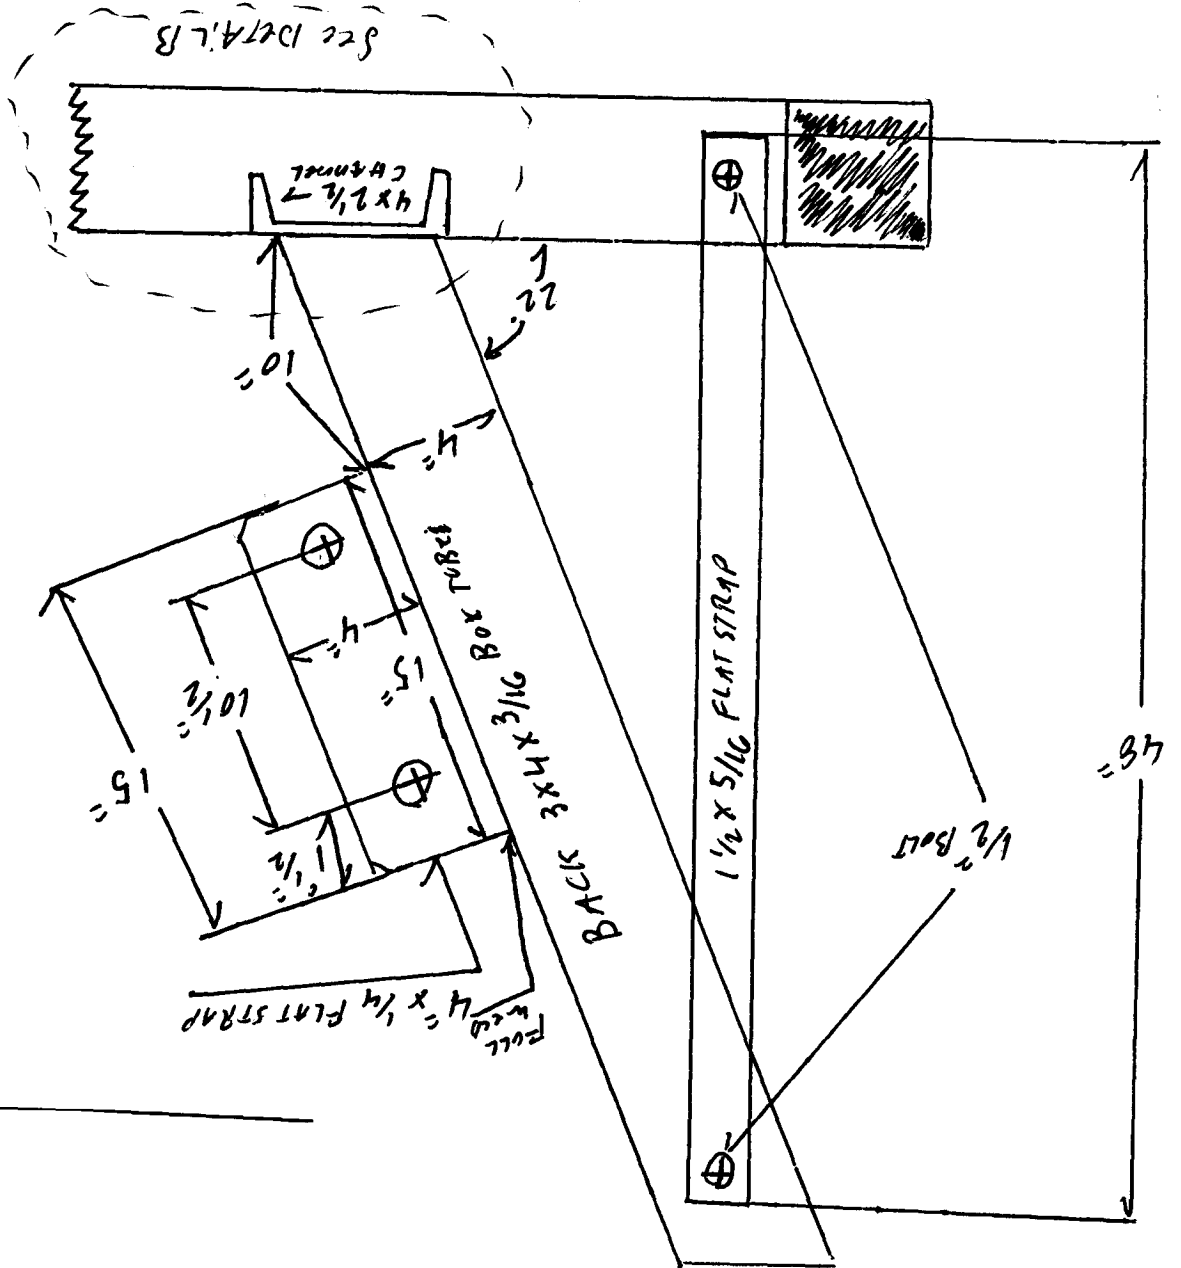 FULL
WELD
4" x 1/4 FLAT STRAP
1 1/2"
1/2" BOLT
15"
10 1/2"
48"
15"
4"
1 1/2 x 5/16 FLAT STRAP
BACK 3x4x 3/16 BOX
4"
10"
22°
4 x 2 1/2
CHANNEL
See DETAIL B